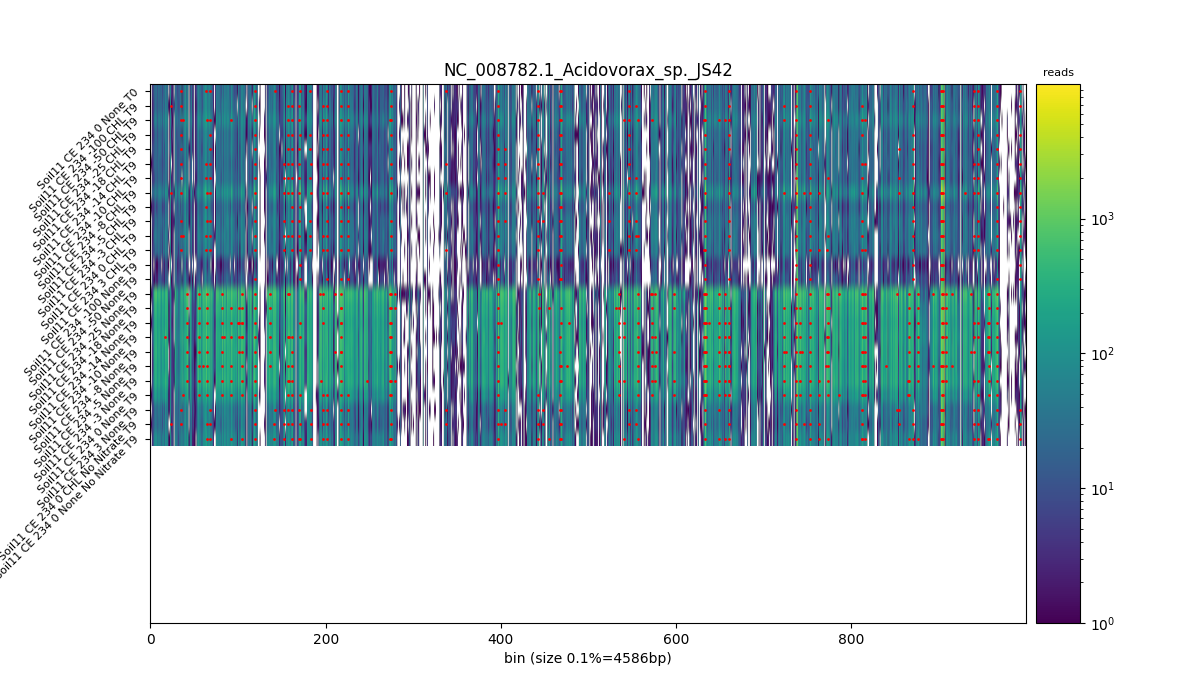 NC_008782.1_Acidovorax_sp._JS42
reads
Soil11 CE 234 0 None T0
Soil11 CE 234 -100 CHL T9
Soil11 CE 234 -50 CHL T9
Soil11 CE 234 -25 CHL T9
Soil11 CE 234 -18 CHL T9
Soil11 CE 234 -14 CHL T9
Soil11 CE 234 -10 CHL T9
Soil11 CE 234 -8 CHL T9
Soil11 CE 234 CHL T9
Soil11 CE 234 -3 CHL T9
Soil11 CE 234 0 CHL T9
Soil11 CE 234 3 CHL T9
Soil11 CE 234 -100 None T9
Soil11 CE 234 -50 None T9
Soil11 CE 234 -25 None T9
Soil11 CE 234 -18 None T9
Soil11 CE 234 -14 None T9
Soil11 CE 234 -10 None T9
Soil11 CE 234 -8 None T9
Soil11 CE 234 None T9
Soil11 CE 234 -3 None T9
Soil11 CE 234 0 None T9
Soil11 CE 234 3 None T9
Soil11 CE 234 0 CHL No Nitrate T9
Soil11 CE 234 0 None No Nitrate T9
10³
10²
10¹
10⁰
0 200 400 600 800
bin (size 0.1%=4586bp)